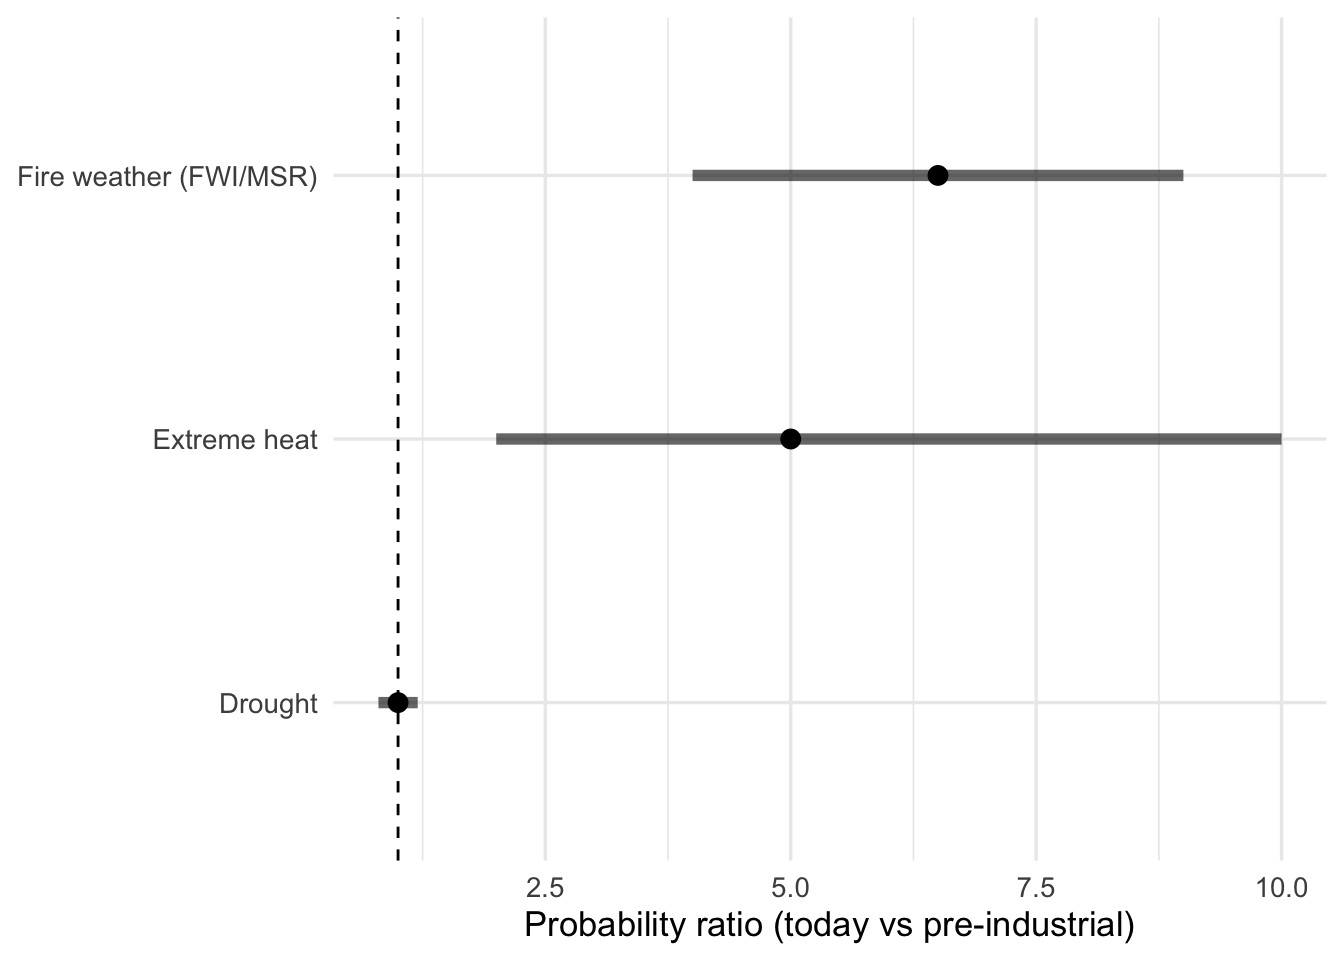 Fire weather (FWI/MSR)
Extreme heat
Drought
2.5 5.0 7.5 10.0
Probability ratio (today vs pre-industrial)